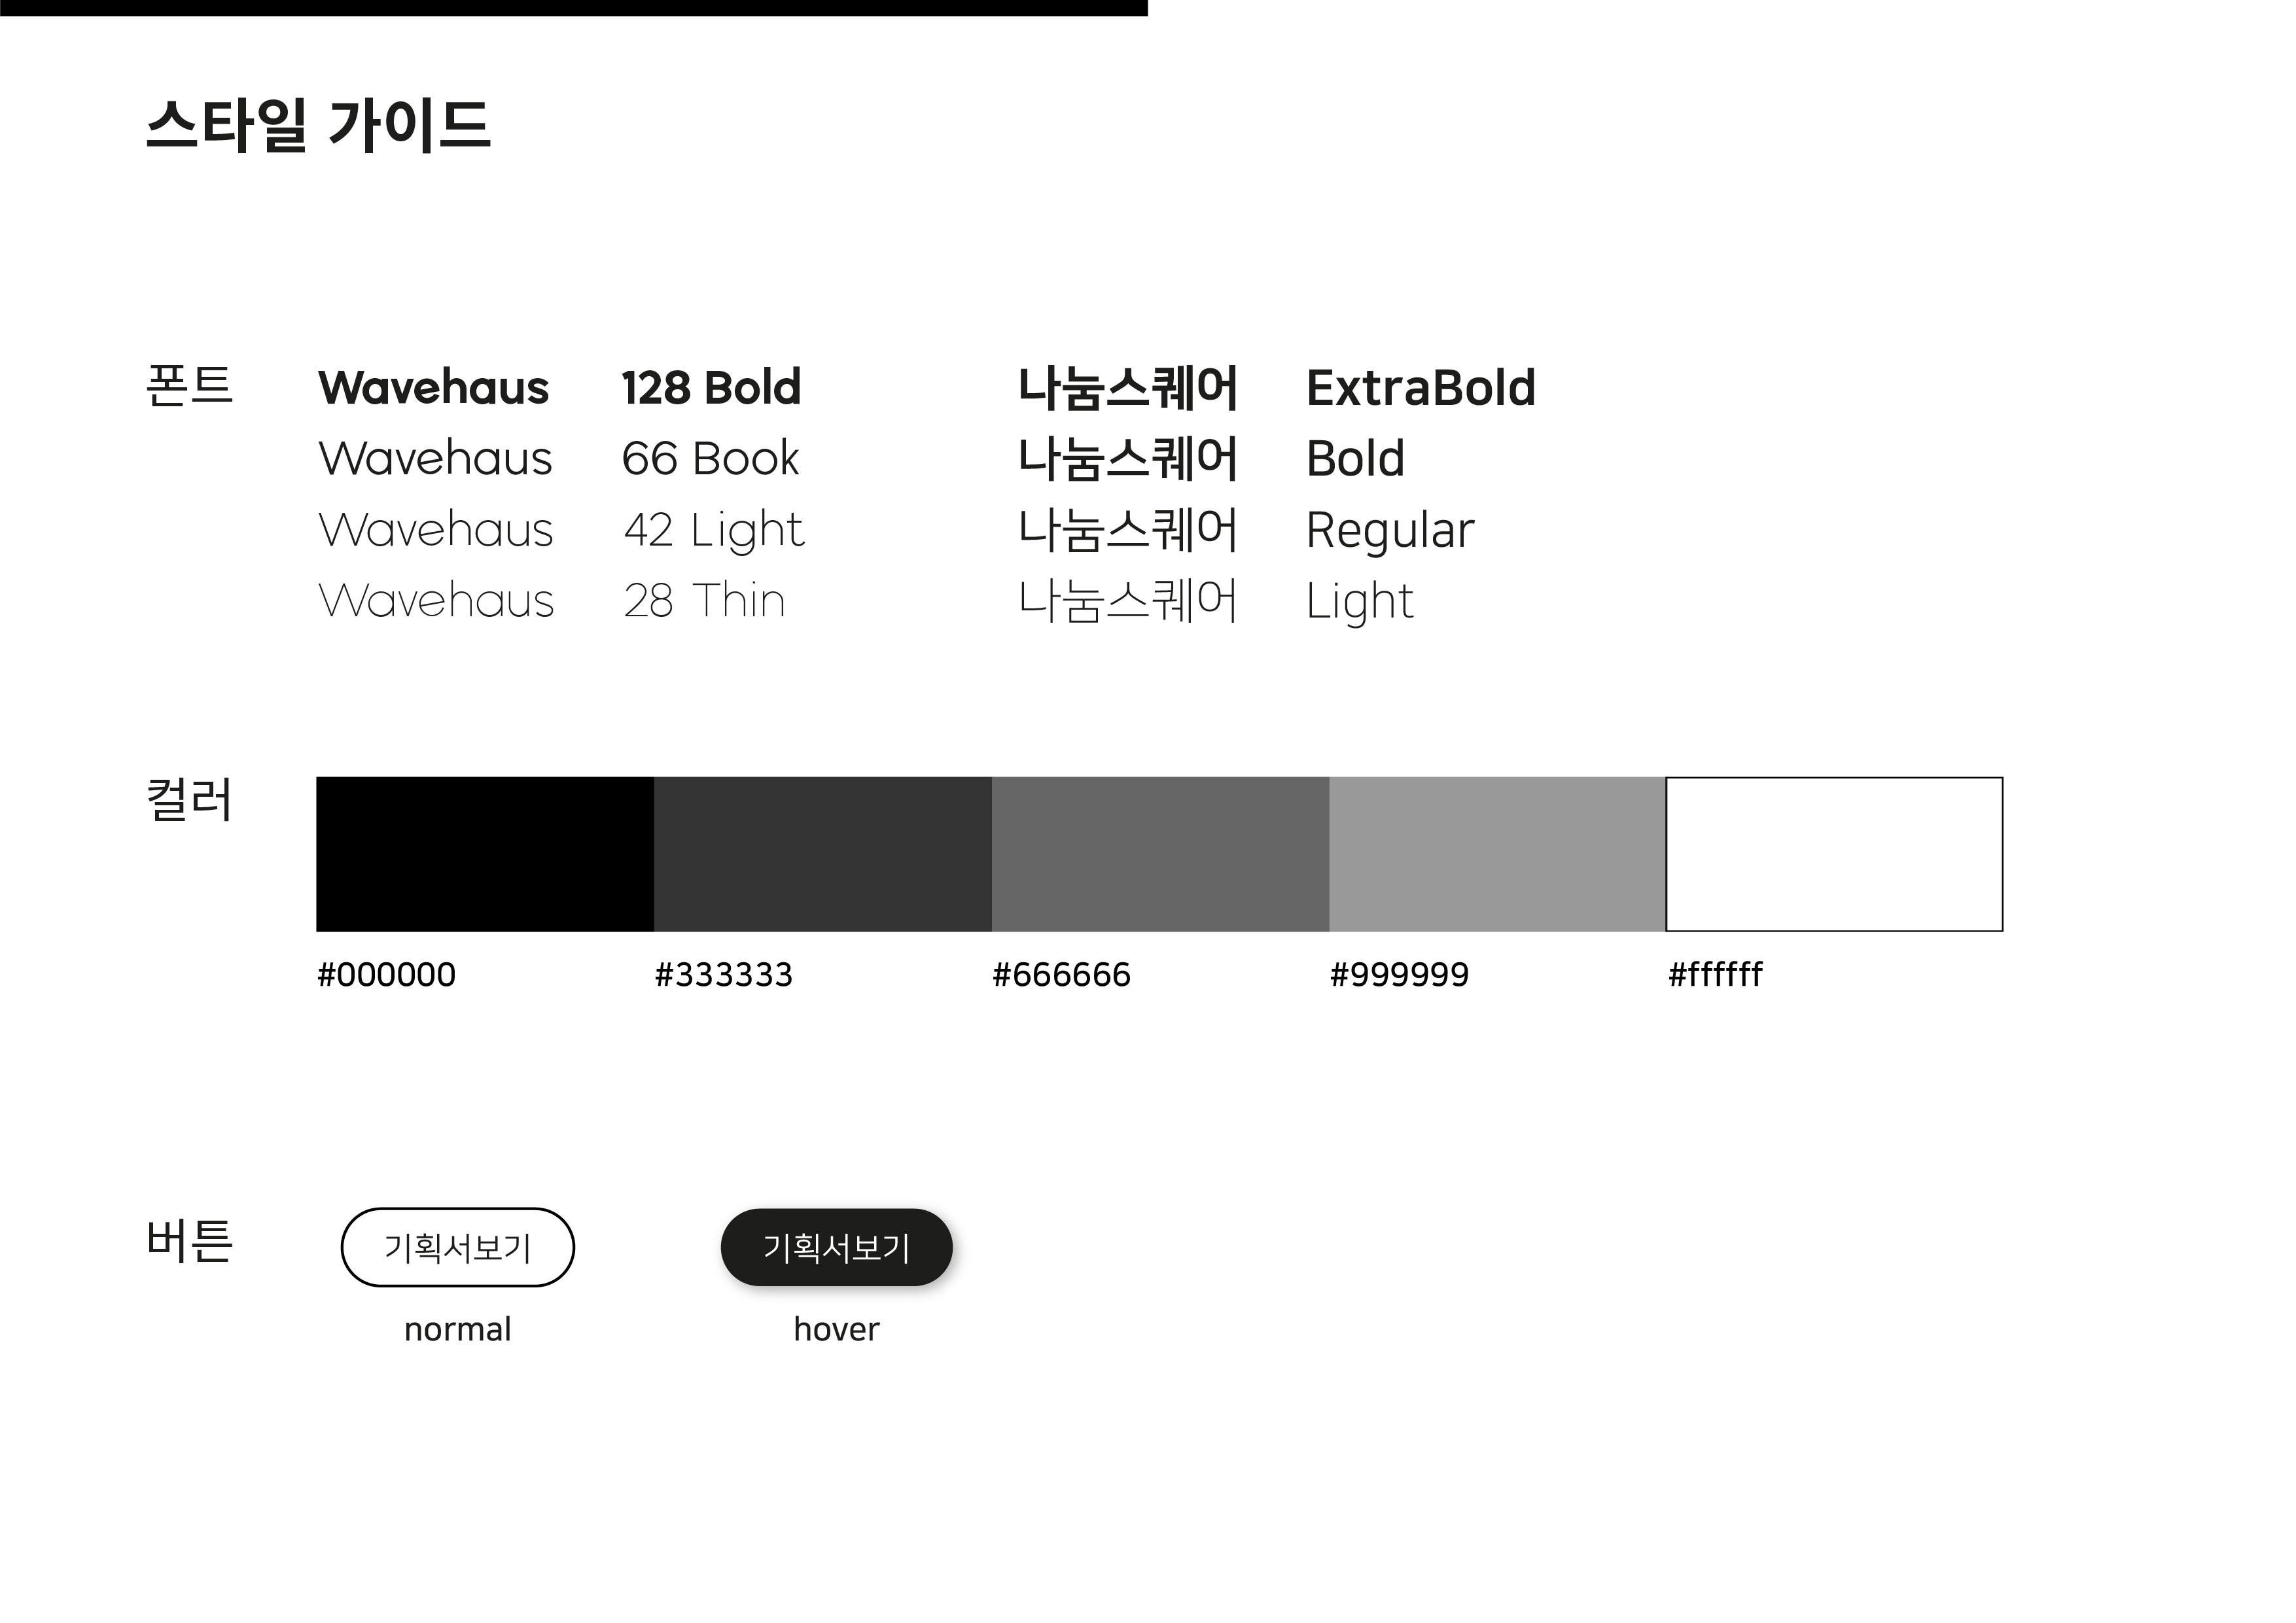 스타일 가이드
폰트
Wavehaus 128 Bold
Wavehaus 66 Book
Wavehaus 42 Light
Wavehaus 28 Thin
나눔스퀘어 ExtraBold
나눔스퀘어 Bold
나눔스퀘어 Regular
나눔스퀘어 Light
컬러
#000000
#333333
#666666
#999999
#ffffff
버튼
기획서보기
normal
기획서보기
hover